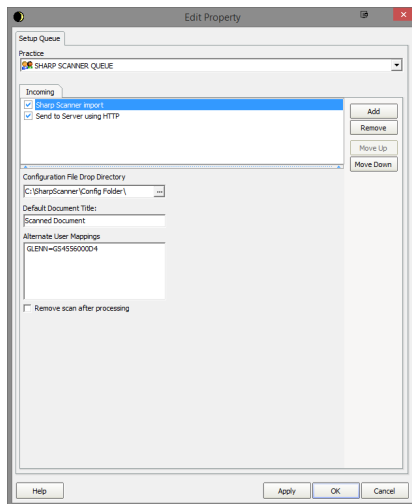 Edit Property
Setup Queue
Practice
SHARP SCANNER QUEUE
Incoming
Sharp Scanner import
Send to Server using HTTP
Add
Remove
Move Up
Move Down
Configuration File Drop Directory
C:\SharpScanner\Config Folder\ ...
Default Document Title:
Scanned Document
Alternate User Mappings
GLENN=G54556000D4
Remove scan after processing
Help
Apply
OK
Cancel